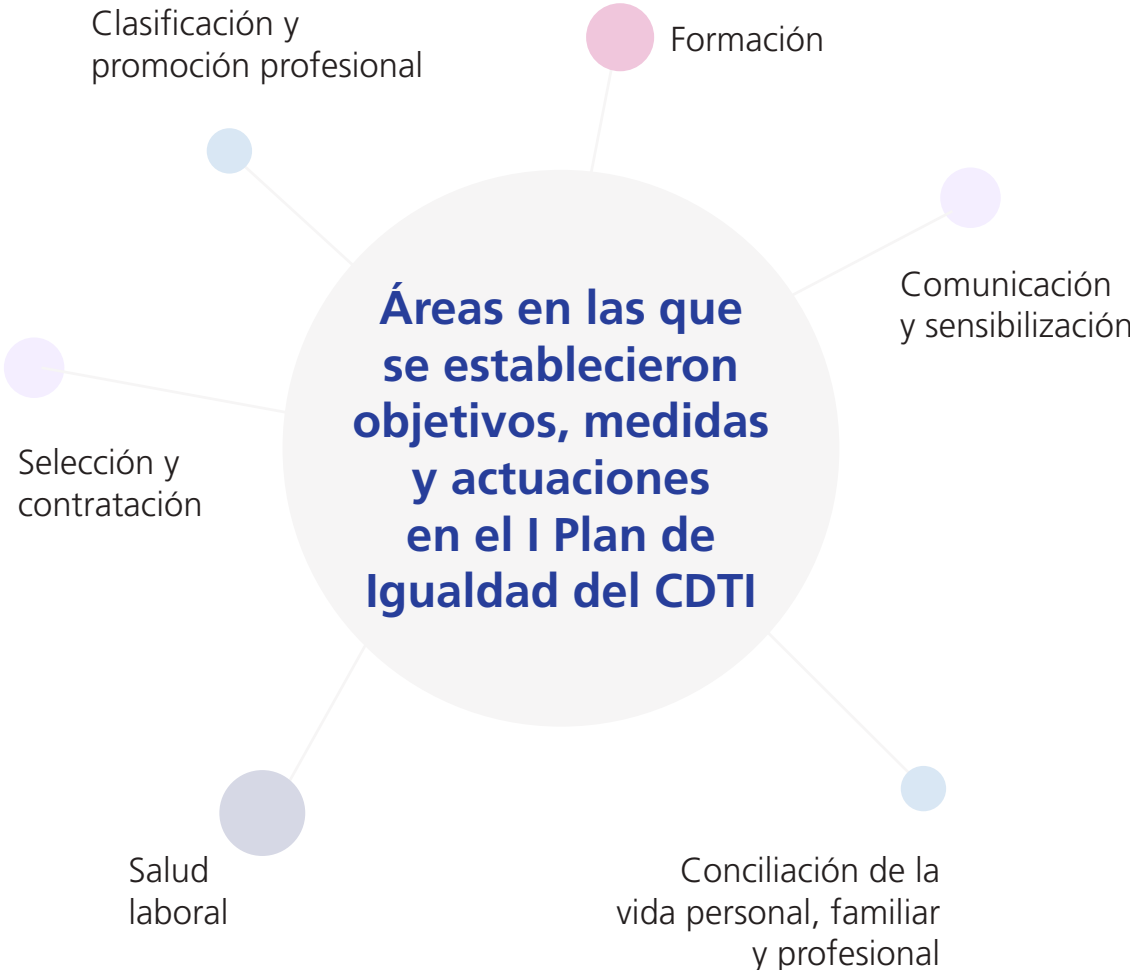 Clasificación y
promoción profesional
Formación
Comunicación
y sensibilización
Áreas en las que
se establecieron
objetivos, medidas
y actuaciones
en el I Plan de
Igualdad del CDTI
Selección y
contratación
Salud
laboral
Conciliación de la
vida personal, familiar
y profesional